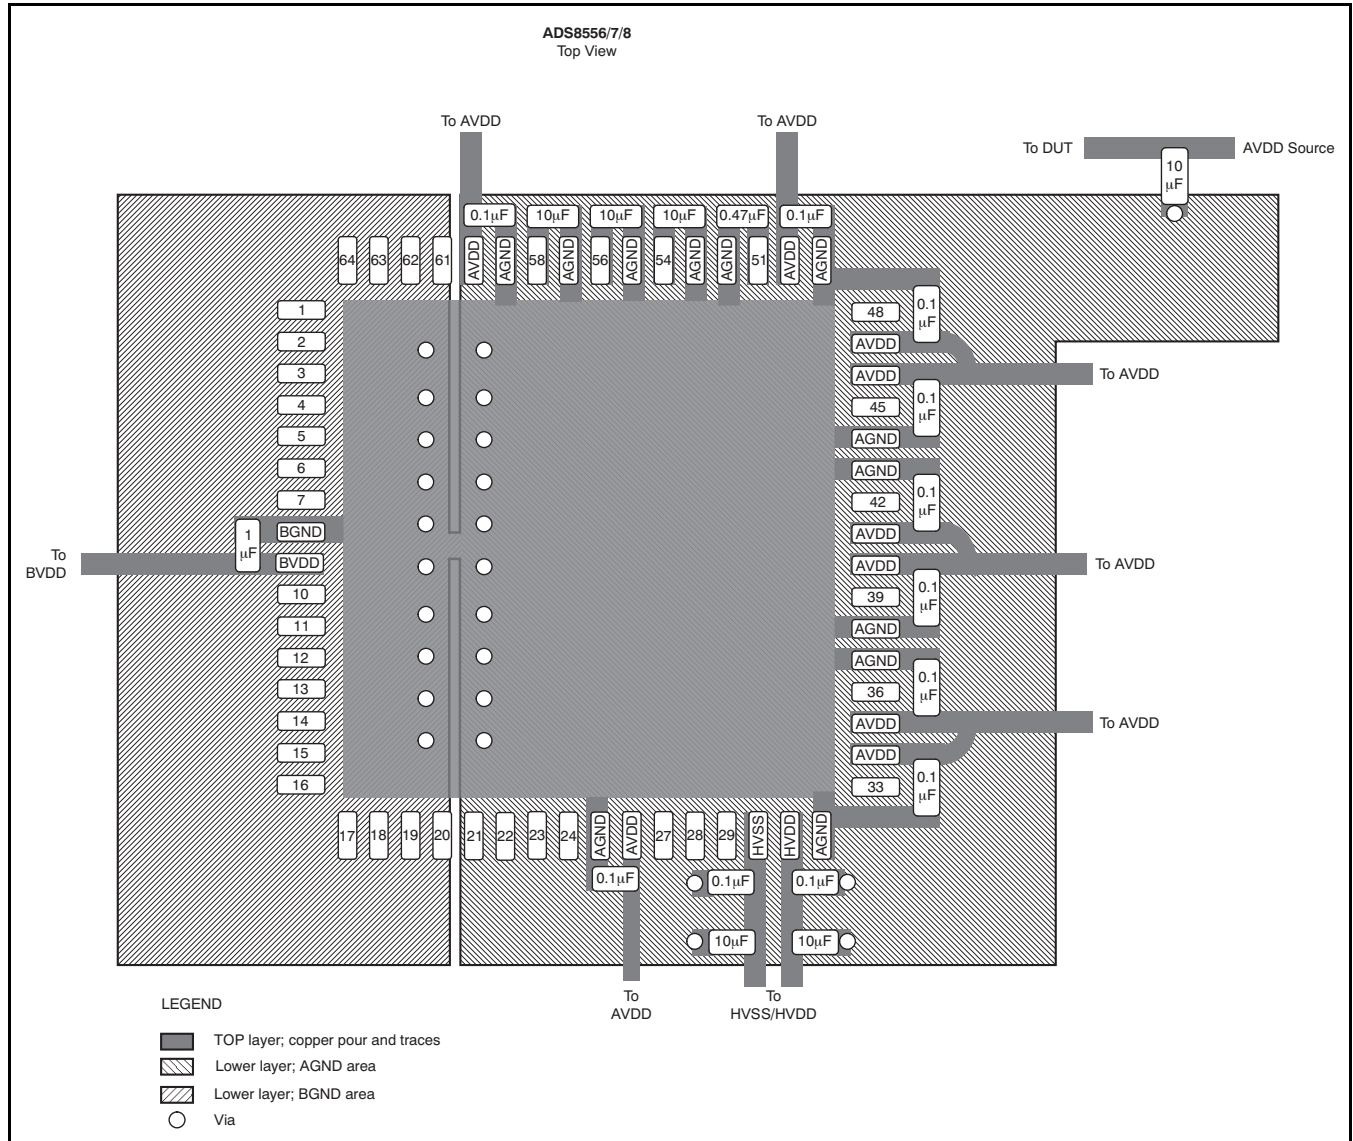 ADS8556/7/8
Top View
To AVDD
To AVDD
To DUT
AVDD Source
10
μF
0.1μF
10μF
10μF
10μF
0.47μF
0.1μF
64
63
62
61
AVDD
AGND
58
AGND
56
AGND
54
AGND
AGND
51
AVDD
AGND
1
2
3
4
5
6
7
BGND
BVDD
10
11
12
13
14
15
16
1
μF
To
BVDD
48
AVDD
AVDD
45
AGND
AGND
42
AVDD
AVDD
39
AGND
AGND
36
AVDD
AVDD
33
0.1
μF
0.1
μF
0.1
μF
0.1
μF
0.1
μF
0.1
μF
To AVDD
To AVDD
To AVDD
17
18
19
20
21
22
23
24
AGND
AVDD
27
28
29
HVSS
HVDD
AGND
0.1μF
0.1μF
0.1μF
10μF
10μF
To
AVDD
To
HVSS/HVDD
LEGEND
TOP layer; copper pour and traces
Lower layer; AGND area
Lower layer; BGND area
Via